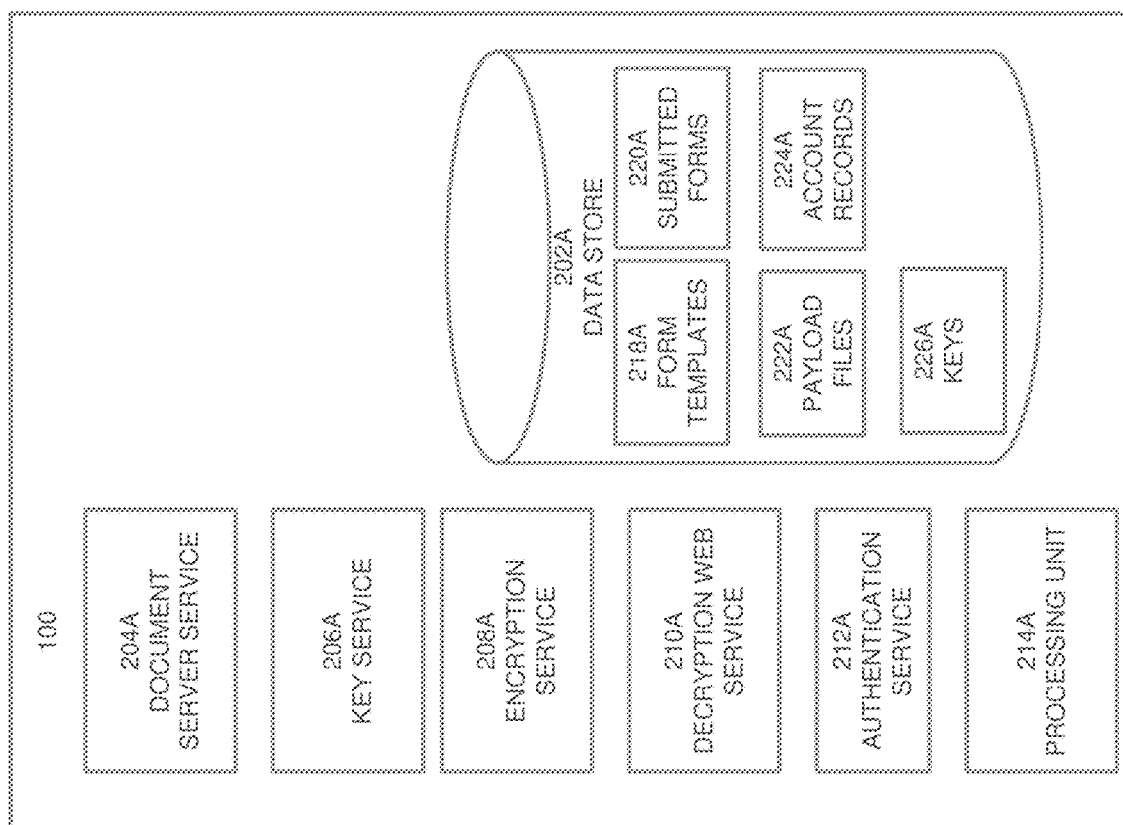 100
204A
DOCUMENT
SERVER SERVICE
206A
KEY SERVICE
208A
ENCRYPTION
SERVICE
210A
DECRYPTION WEB
SERVICE
212A
AUTHENTICATION
SERVICE
214A
PROCESSING UNIT
202A
DATA STORE
218A
FORM
TEMPLATES
220A
SUBMITTED
FORMS
222A
PAYLOAD
FILES
224A
ACCOUNT
RECORDS
226A
KEYS